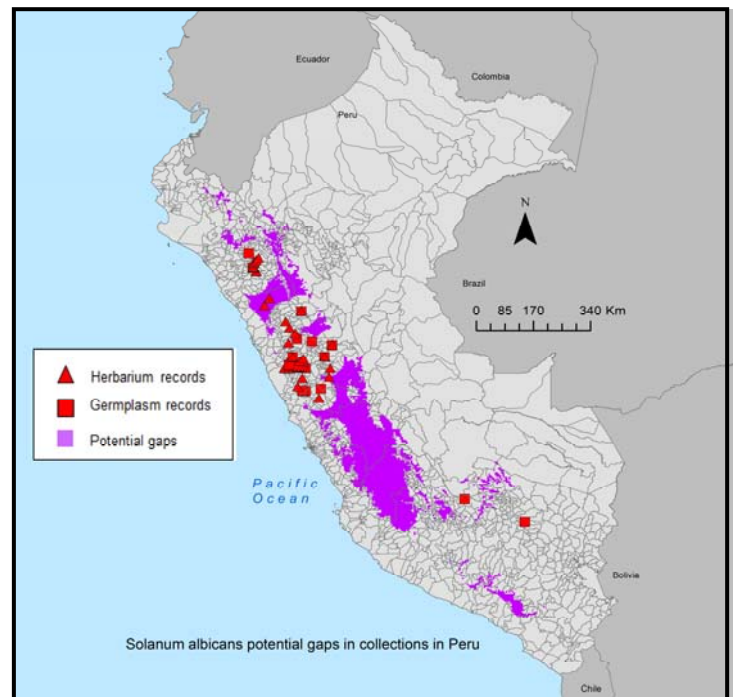 Ecuador
Colombia
Peru
N
Brazil
0 85 170 340 Km
Herbarium records
Germplasm records
Potential gaps
Pacific
Ocean
Bolivia
Solanum albicans potential gaps in collections in Peru
Chile